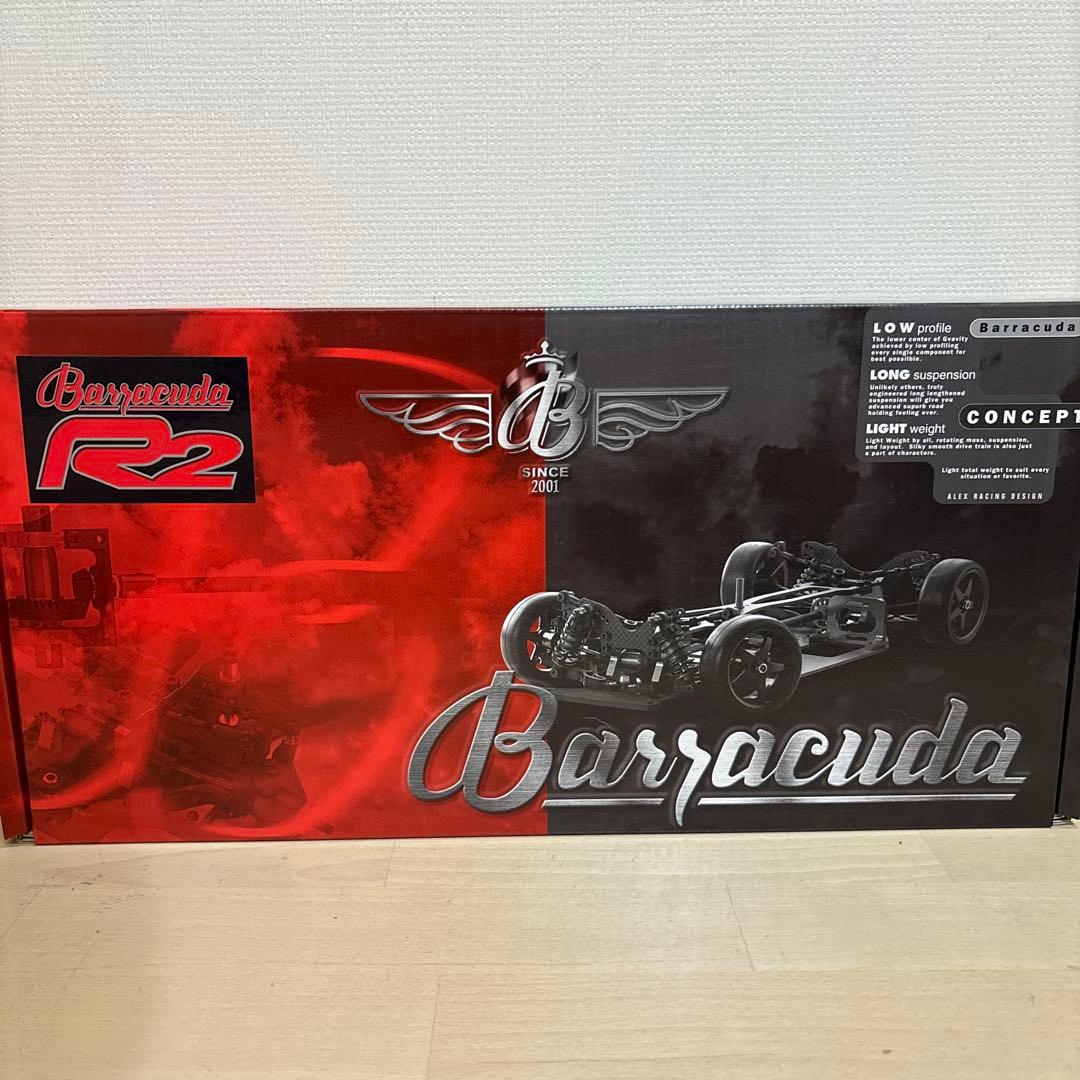 Barracuda
R2
B
SINCE
2001
LOW profile
The lower center of Gvavity
achieved by low profiling
every single component for
best possible.
LONG suspension
Unlikely others, truly
engineered long lengthened
suspension will give you
advanced supurb road
holding feeling ever.
LIGHT weight
Light Weight by all, rotating mass, suspension,
and layout. Silky smooth drive train is also just
a part of charactors.
Light total weight to suit every
situation or favorite.
ALEX RACING DESIGN
Barracuda
CONCEPT
Barracuda